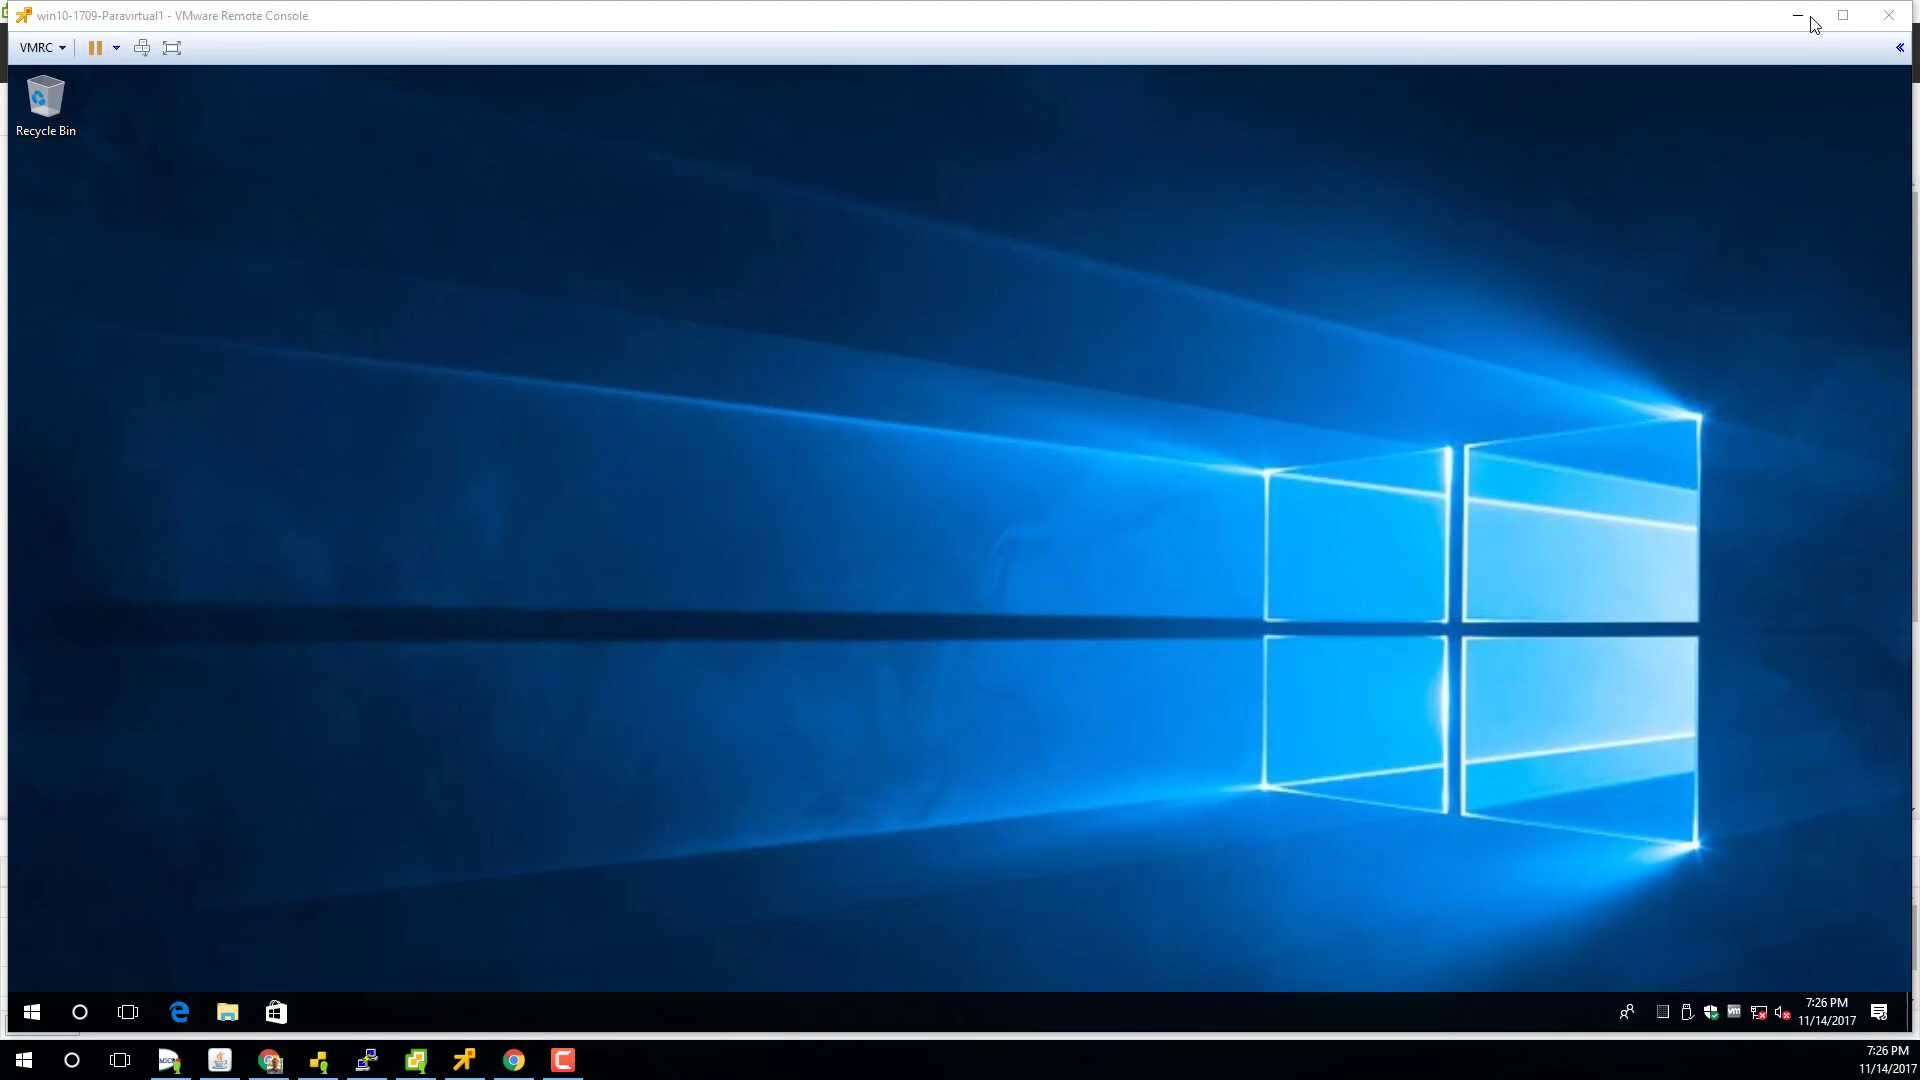 win10-1709-Paravirtual1 - VMware Remote Console
VMRC
Recycle Bin
vm
7:26 PM
11/14/2017
7:26 PM
11/14/2017